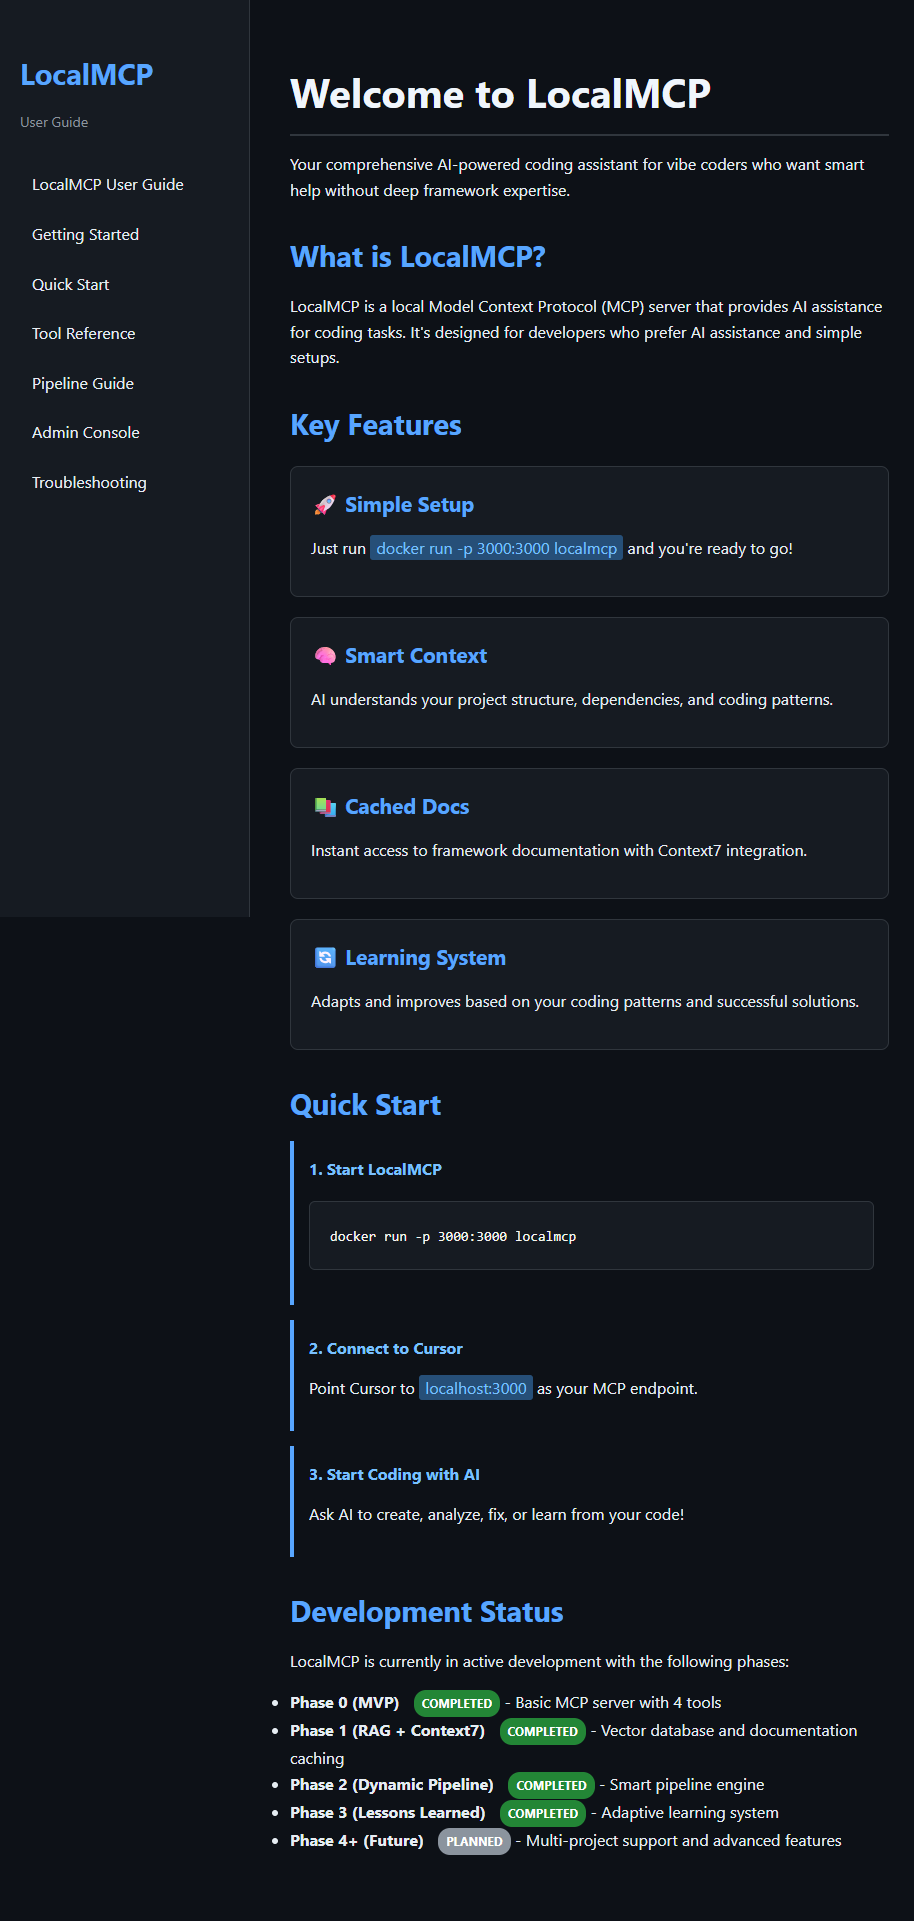 LocalMCP
User Guide
LocalMCP User Guide
Getting Started
Quick Start
Tool Reference
Pipeline Guide
Admin Console
Troubleshooting
Welcome to LocalMCP
Your comprehensive AI-powered coding assistant for vibe coders who want smart
help without deep framework expertise.
What is LocalMCP?
LocalMCP is a local Model Context Protocol (MCP) server that provides AI assistance
for coding tasks. It's designed for developers who prefer AI assistance and simple
setups.
Key Features
🚀 Simple Setup
Just run docker run -p 3000:3000 localmcp and you're ready to go!
🧠 Smart Context
AI understands your project structure, dependencies, and coding patterns.
📚 Cached Docs
Instant access to framework documentation with Context7 integration.
🔄 Learning System
Adapts and improves based on your coding patterns and successful solutions.
Quick Start
1. Start LocalMCP
docker run -p 3000:3000 localmcp
2. Connect to Cursor
Point Cursor to localhost:3000 as your MCP endpoint.
3. Start Coding with AI
Ask AI to create, analyze, fix, or learn from your code!
Development Status
LocalMCP is currently in active development with the following phases:
• Phase 0 (MVP) COMPLETED - Basic MCP server with 4 tools
• Phase 1 (RAG + Context7) COMPLETED - Vector database and documentation
caching
• Phase 2 (Dynamic Pipeline) COMPLETED - Smart pipeline engine
• Phase 3 (Lessons Learned) COMPLETED - Adaptive learning system
• Phase 4+ (Future) PLANNED - Multi-project support and advanced features